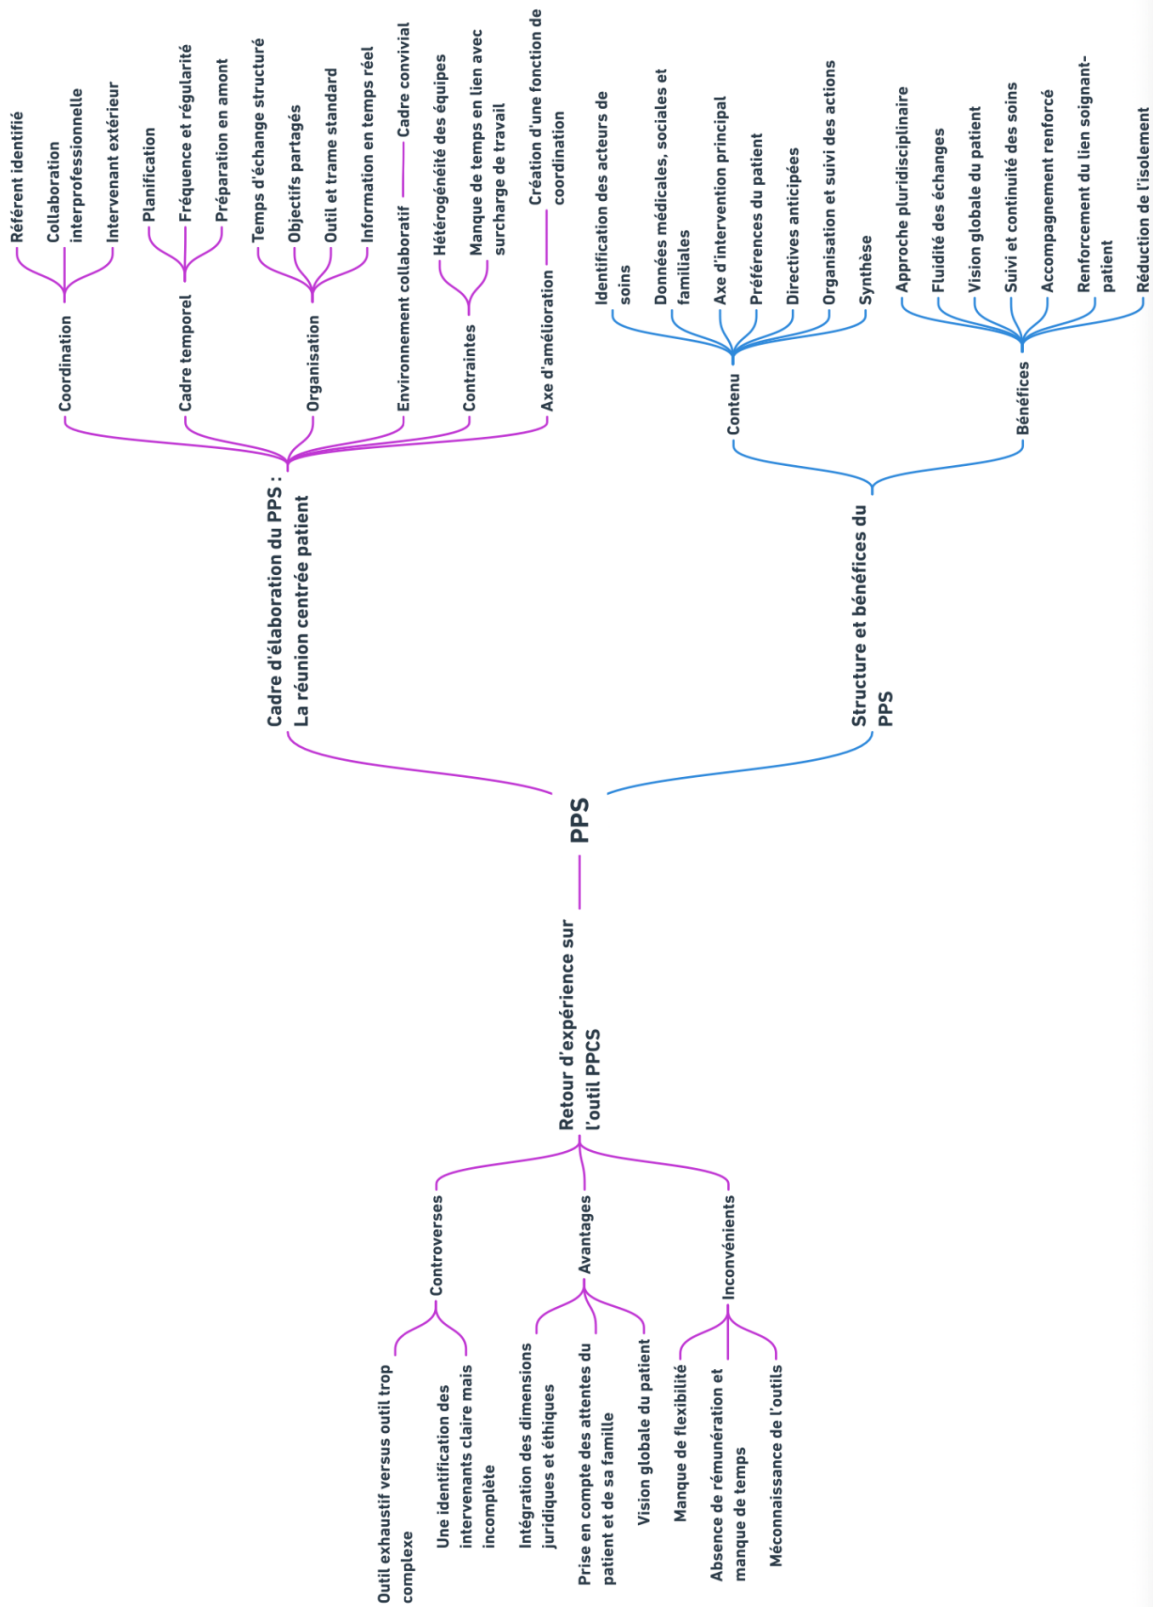 PPS
Cadre d'élaboration du PPS :
La réunion centrée patient
Coordination
Référent identifié
Collaboration
interprofessionnelle
Intervenant extérieur
Cadre temporel
Planification
Fréquence et régularité
Préparation en amont
Organisation
Temps d'échange structuré
Objectifs partagés
Outil et trame standard
Information en temps réel
Environnement collaboratif
Cadre convivial
Contraintes
Hétérogénéité des équipes
Manque de temps en lien avec
surcharge de travail
Axe d'amélioration
Création d'une fonction de
coordination
Structure et bénéfices du
PPS
Contenu
Identification des acteurs de
soins
Données médicales, sociales et
familiales
Axe d'intervention principal
Préférences du patient
Directives anticipées
Organisation et suivi des actions
Synthèse
Bénéfices
Approche pluridisciplinaire
Fluidité des échanges
Vision globale du patient
Suivi et continuité des soins
Accompagnement renforcé
Renforcement du lien soignant-
patient
Réduction de l'isolement
Retour d'expérience sur
l'outil PPCS
Controverses
Outil exhaustif versus outil trop
complexe
Une identification des
intervenants claire mais
incomplète
Avantages
Intégration des dimensions
juridiques et éthiques
Prise en compte des attentes du
patient et de sa famille
Vision globale du patient
Inconvénients
Manque de flexibilité
Absence de rémunération et
manque de temps
Méconnaissance de l'outils